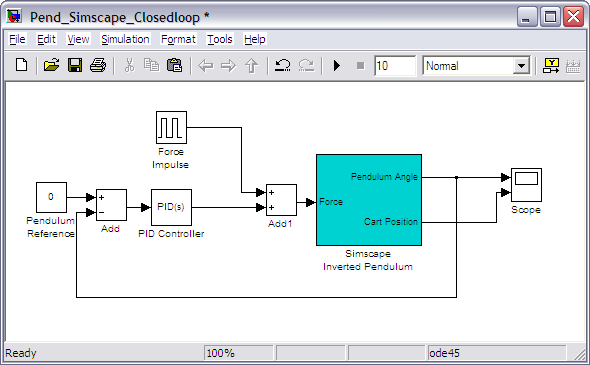 Pend_Simscape_Closedloop *
File Edit View Simulation Format Tools Help
10 Normal
Force
Impulse
0
Pendulum
Reference
+
−
Add
PID(s)
PID Controller
+
+
Add1
Force
Pendulum Angle
Cart Position
Simscape
Inverted Pendulum
Scope
Ready 100% ode45